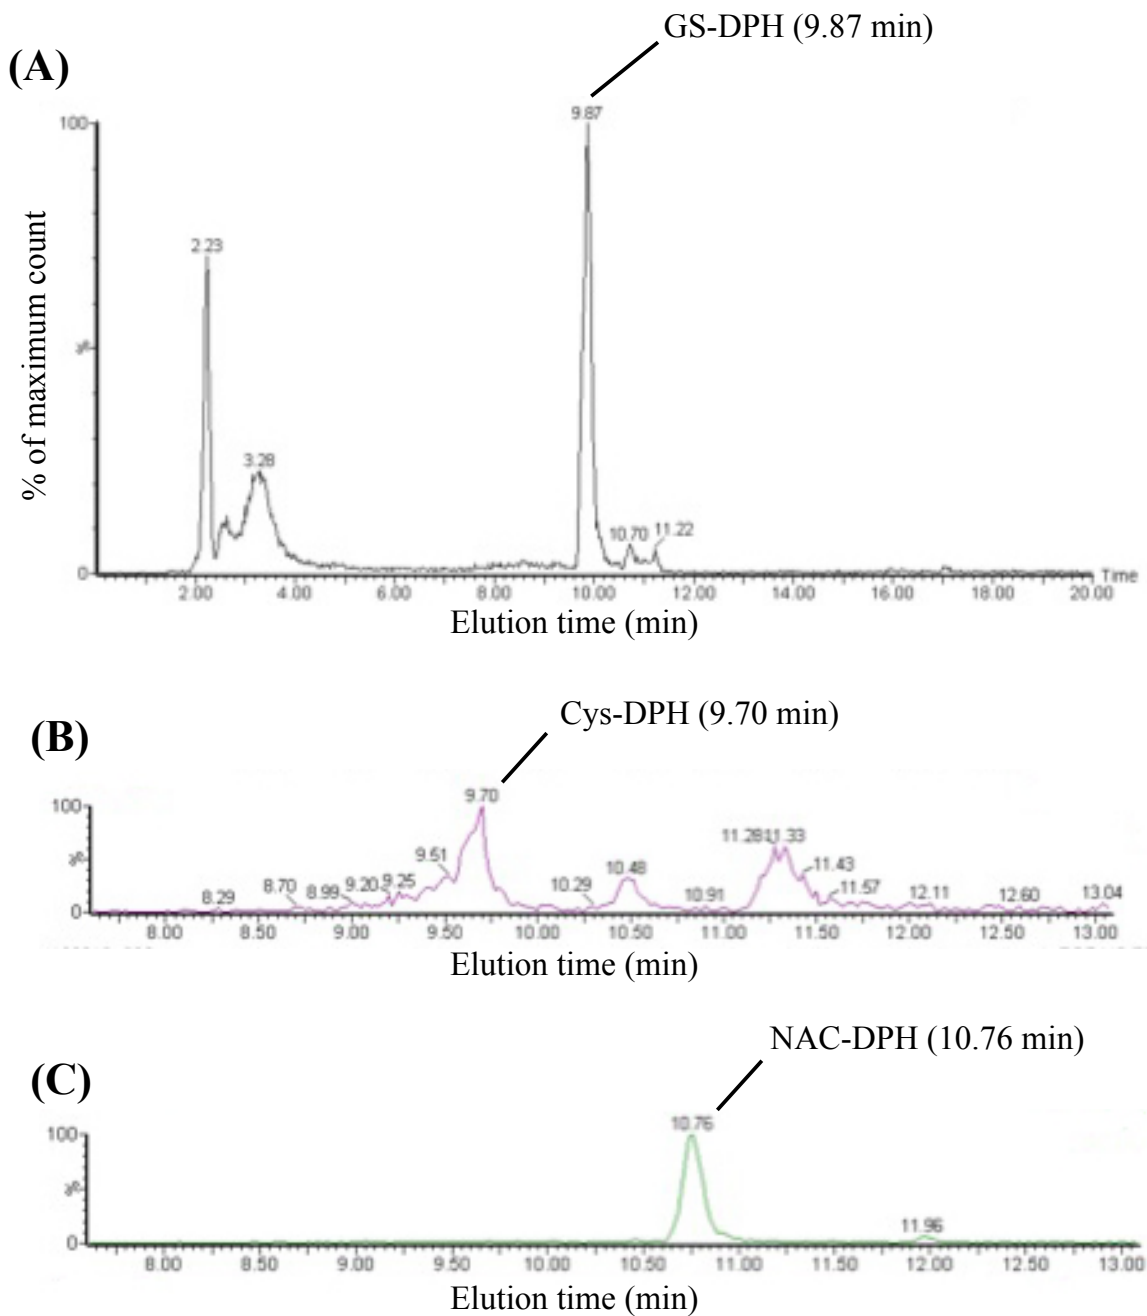 GS-DPH (9.87 min)
(A)
9.87
100
2.23
% of maximum count
%
3.28
10.70 11.22
0
Time
2.00 4.00 6.00 8.00 10.00 12.00 14.00 16.00 18.00 20.00
Elution time (min)
Cys-DPH (9.70 min)
(B)
9.70
100
11.28 11.33
%
9.51 10.48 11.43
8.29 8.70 8.99 9.20 9.25 10.29 10.91 11.57 12.11 12.60 13.04
0
8.00 8.50 9.00 9.50 10.00 10.50 11.00 11.50 12.00 12.50 13.00
Elution time (min)
NAC-DPH (10.76 min)
(C)
10.76
100
%
11.96
0
8.00 8.50 9.00 9.50 10.00 10.50 11.00 11.50 12.00 12.50 13.00
Elution time (min)